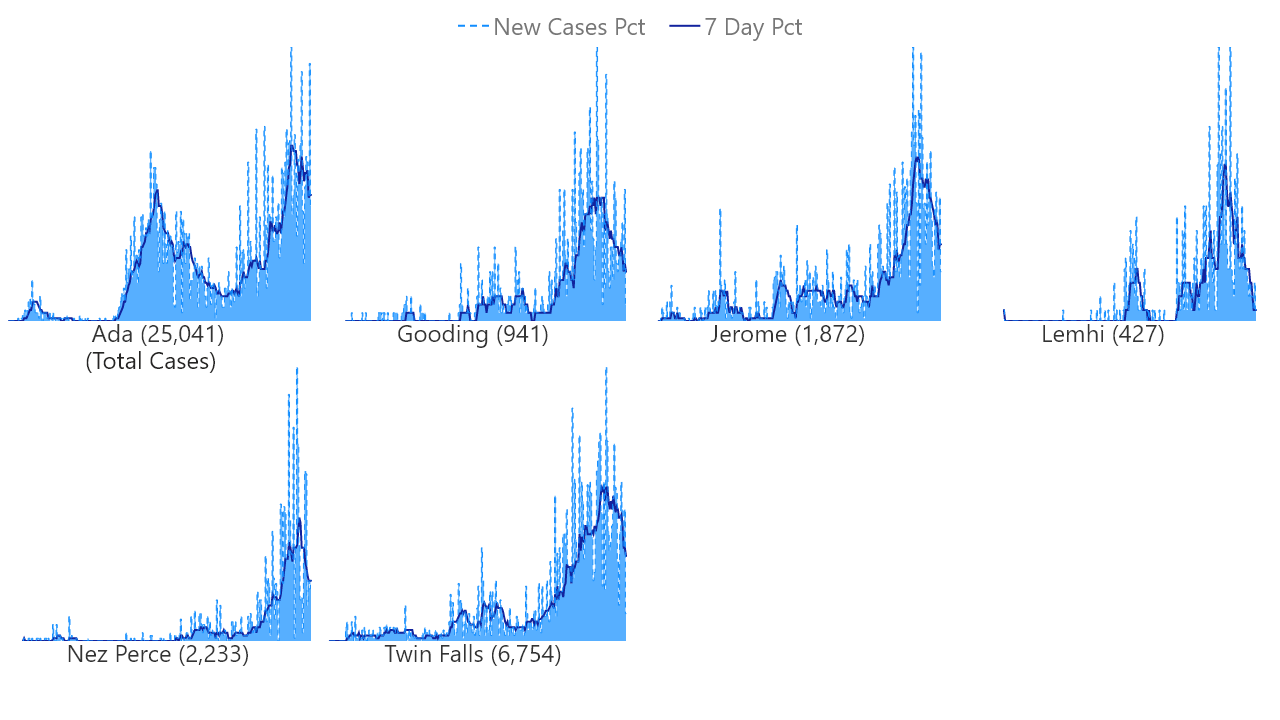 New Cases Pct 7 Day Pct
Ada (25,041) Gooding (941) Jerome (1,872) Lemhi (427)
(Total Cases)
Nez Perce (2,233) Twin Falls (6,754)